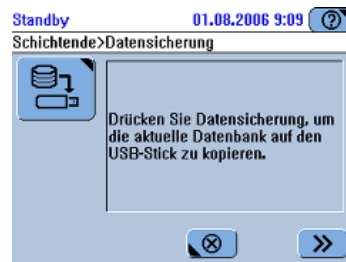 Standby 01.08.2006 9:09 ?
Schichtende>Datensicherung
Drücken Sie Datensicherung, um
die aktuelle Datenbank auf den
USB-Stick zu kopieren.